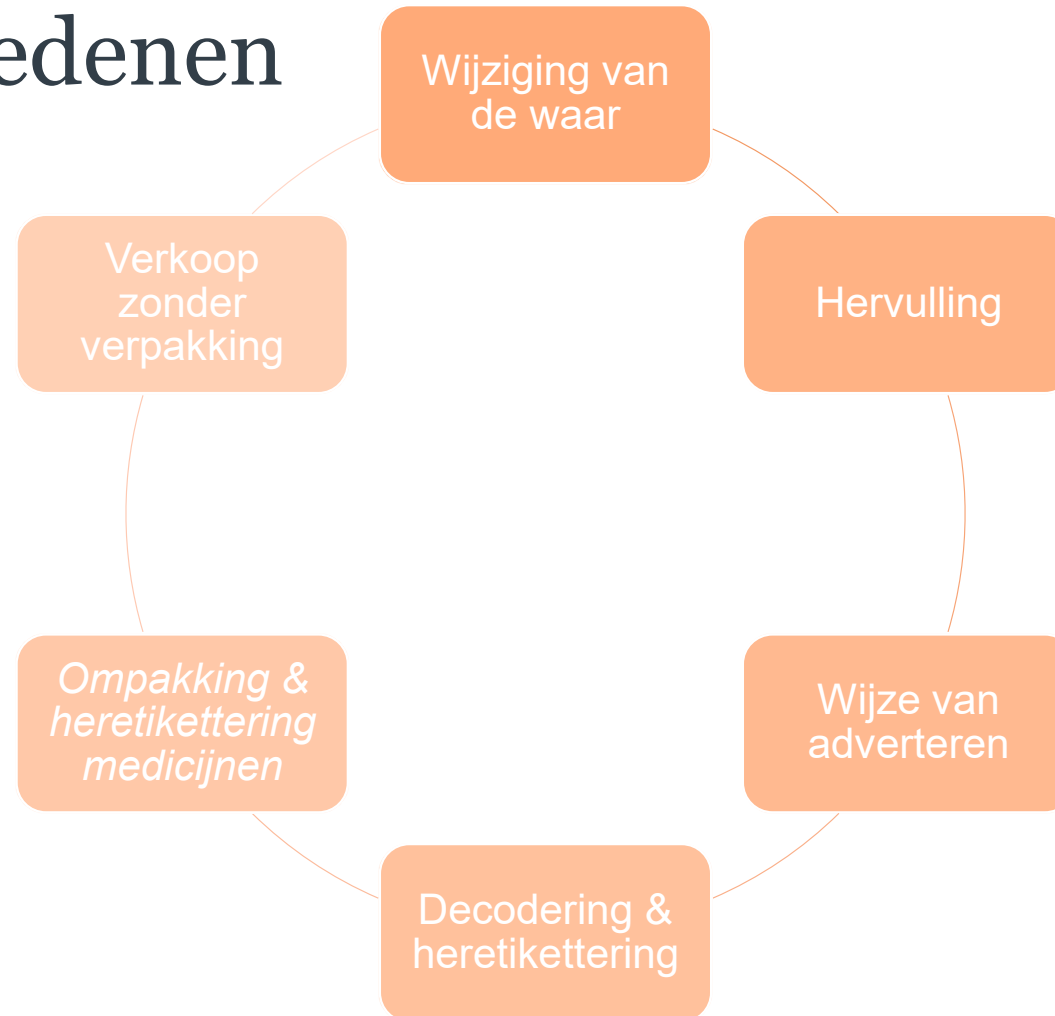 edenen
Wijziging van
de waar
Hervulling
Wijze van
adverteren
Decodering &
heretikettering
Ompakking &
heretikettering
medicijnen
Verkoop
zonder
verpakking